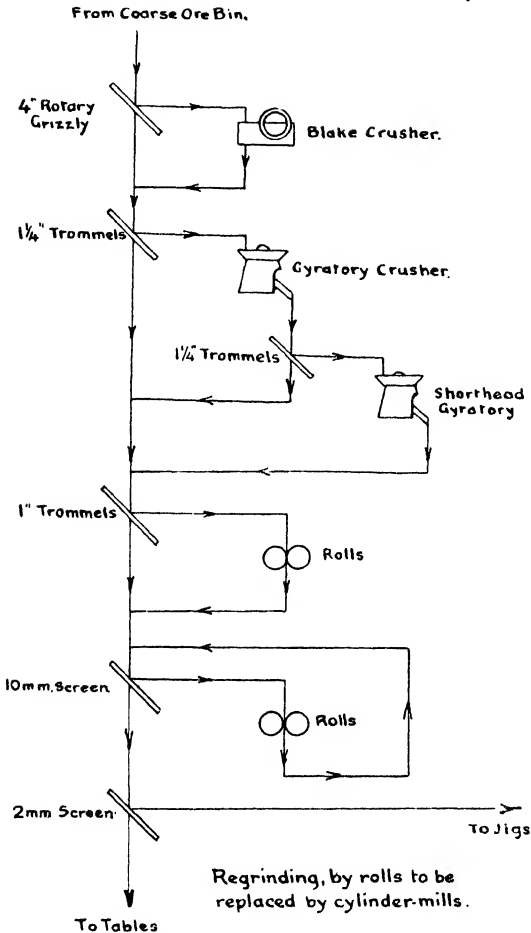 From Coarse Ore Bin.
4" Rotary
Grizzly
Blake Crusher.
1¼" Trommels
Gyratory Crusher.
1¼" Trommels
Shorthead
Gyratory
1" Trommels
Rolls
10mm. Screen
Rolls
2mm Screen.
To Jigs
Regrinding, by rolls to be
replaced by cylinder-mills.
To Tables